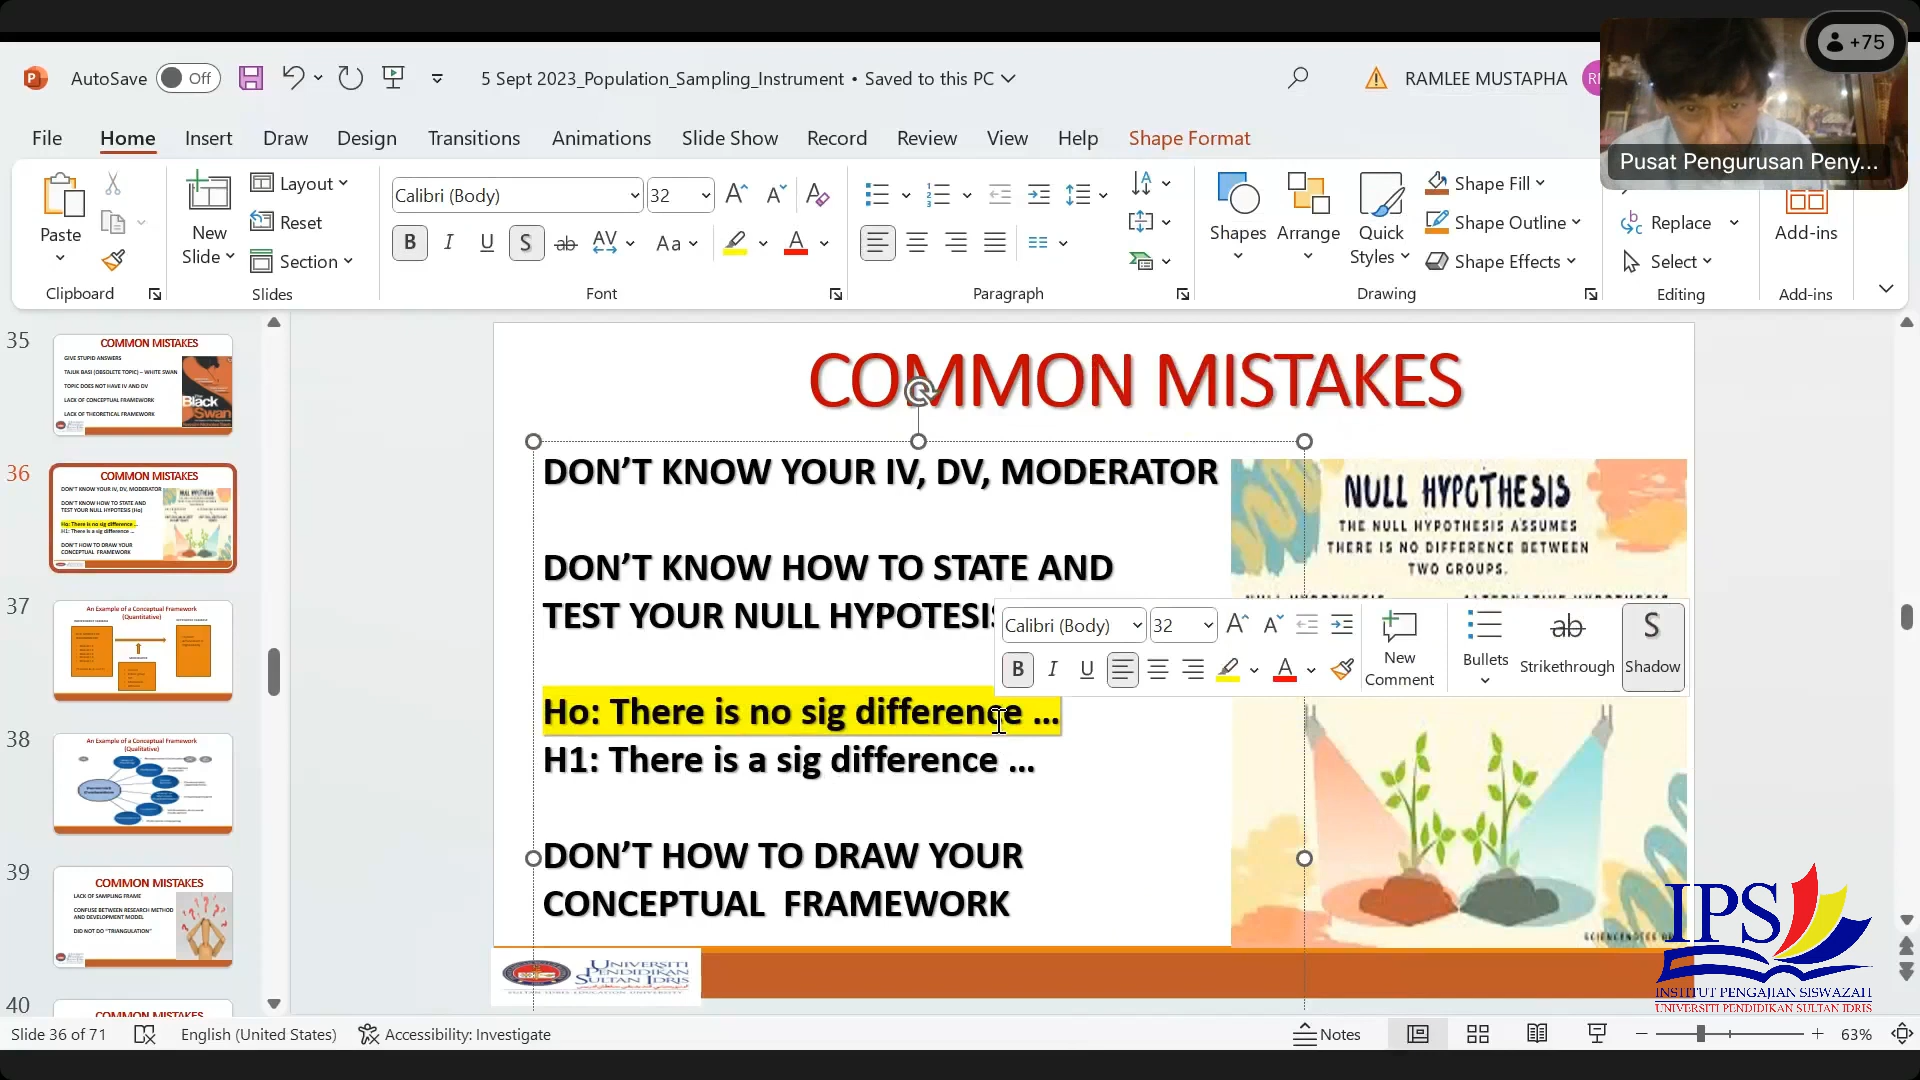 +75
AutoSave Off 5 Sept 2023_Population_Sampling_Instrument • Saved to this PC RAMLEE MUSTAPHA
Pusat Pengurusan Peny...
File Home Insert Draw Design Transitions Animations Slide Show Record Review View Help Shape Format
Paste
New Slide
Layout
Reset
Section
Calibri (Body) 32
Shapes
Arrange
Quick Styles
Shape Fill
Shape Outline
Shape Effects
Replace
Select
Add-ins
Clipboard Slides Font Paragraph Drawing Editing Add-ins
35
COMMON MISTAKES
GIVE STUPID ANSWERS
TAJUK BASI (OBSOLETE TOPIC) – WHITE SWAN
TOPIC DOES NOT HAVE IV AND DV
LACK OF CONCEPTUAL FRAMEWORK
LACK OF THEORETICAL FRAMEWORK
Black Swan
36
COMMON MISTAKES
DON'T KNOW YOUR IV, DV, MODERATOR
DON'T KNOW HOW TO STATE AND
TEST YOUR NULL HYPOTESIS (Ho)
Ho: There is no sig difference ...
H1: There is a sig difference ...
DON'T HOW TO DRAW YOUR
CONCEPTUAL FRAMEWORK
37
An Example of a Conceptual Framework
(Quantitative)
38
An Example of a Conceptual Framework
(Qualitative)
39
COMMON MISTAKES
LACK OF SAMPLING FRAME
CONFUSE BETWEEN RESEARCH METHOD
AND DEVELOPMENT MODEL
DID NOT DO "TRIANGULATION"
40
COMMON MISTAKES
COMMON MISTAKES
DON'T KNOW YOUR IV, DV, MODERATOR
DON'T KNOW HOW TO STATE AND
TEST YOUR NULL HYPOTESIS
Ho: There is no sig difference ...
H1: There is a sig difference ...
DON'T HOW TO DRAW YOUR
CONCEPTUAL  FRAMEWORK
NULL HYPOTHESIS
THE NULL HYPOTHESIS ASSUMES
THERE IS NO DIFFERENCE BETWEEN
TWO GROUPS.
Calibri (Body) 32
New Comment
Bullets
Strikethrough
Shadow
UNIVERSITI
PENDIDIKAN
SULTAN IDRIS
SULTAN IDRIS EDUCATION UNIVERSITY
IPS
INSTITUT PENGAJIAN SISWAZAH
UNIVERSITI PENDIDIKAN SULTAN IDRIS
Slide 36 of 71 English (United States) Accessibility: Investigate Notes 63%